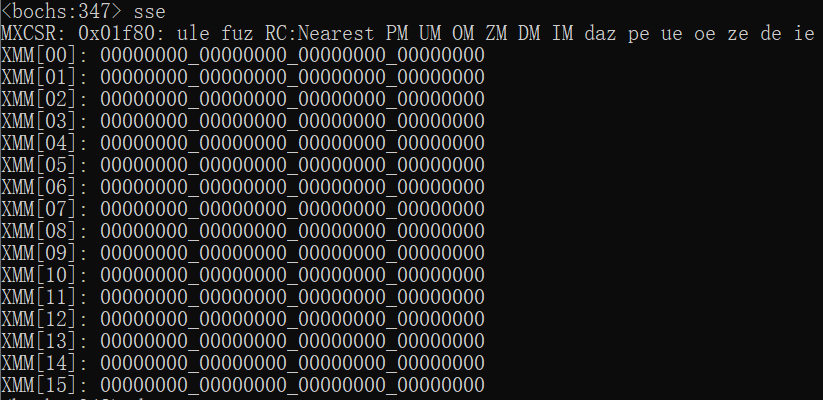 <bochs:347> sse
MXCSR: 0x01f80: ule fuz RC:Nearest PM UM OM ZM DM IM daz pe ue oe ze de ie
XMM[00]: 00000000_00000000_00000000_00000000
XMM[01]: 00000000_00000000_00000000_00000000
XMM[02]: 00000000_00000000_00000000_00000000
XMM[03]: 00000000_00000000_00000000_00000000
XMM[04]: 00000000_00000000_00000000_00000000
XMM[05]: 00000000_00000000_00000000_00000000
XMM[06]: 00000000_00000000_00000000_00000000
XMM[07]: 00000000_00000000_00000000_00000000
XMM[08]: 00000000_00000000_00000000_00000000
XMM[09]: 00000000_00000000_00000000_00000000
XMM[10]: 00000000_00000000_00000000_00000000
XMM[11]: 00000000_00000000_00000000_00000000
XMM[12]: 00000000_00000000_00000000_00000000
XMM[13]: 00000000_00000000_00000000_00000000
XMM[14]: 00000000_00000000_00000000_00000000
XMM[15]: 00000000_00000000_00000000_00000000